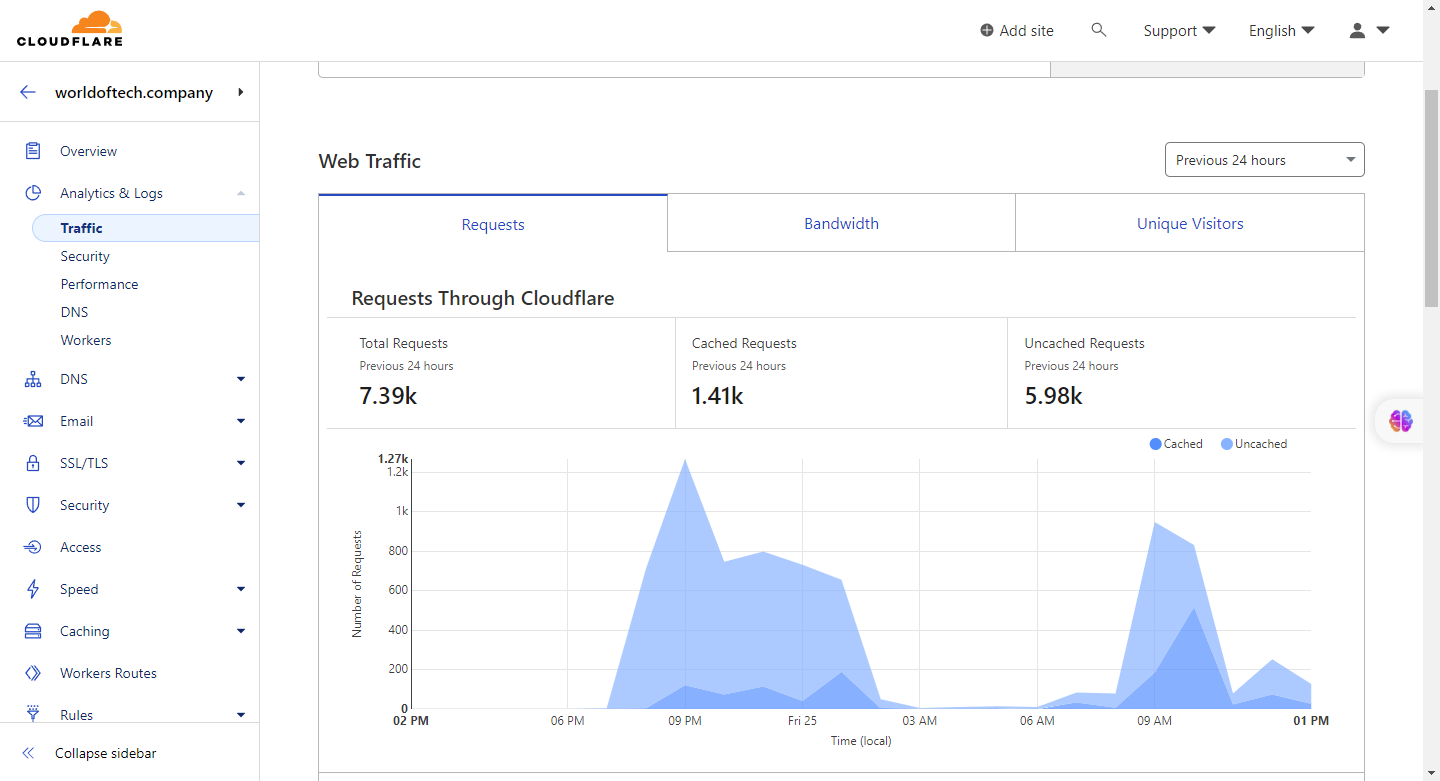 CLOUDFLARE
Add site
Support
English
worldoftech.company
Overview
Analytics & Logs
Traffic
Security
Performance
DNS
Workers
DNS
Email
SSL/TLS
Security
Access
Speed
Caching
Workers Routes
Rules
Collapse sidebar
Web Traffic
Previous 24 hours
Requests
Bandwidth
Unique Visitors
Requests Through Cloudflare
Total Requests
Previous 24 hours
7.39k
Cached Requests
Previous 24 hours
1.41k
Uncached Requests
Previous 24 hours
5.98k
Cached
Uncached
1.27k
1.2k
1k
800
600
400
200
0
Number of Requests
02 PM
06 PM
09 PM
Fri 25
03 AM
06 AM
09 AM
01 PM
Time (local)